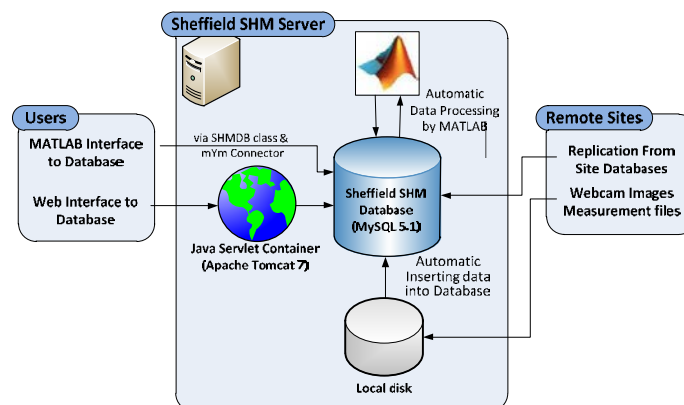 Sheffield SHM Server
Users
MATLAB Interface
to Database
Web Interface to
Database
via SHMDB class &
mYm Connector
Java Servlet Container
(Apache Tomcat 7)
Automatic
Data Processing
by MATLAB
Sheffield SHM
Database
(MySQL 5.1)
Automatic
Inserting data
into Database
Local disk
Remote Sites
Replication From
Site Databases
Webcam Images
Measurement files